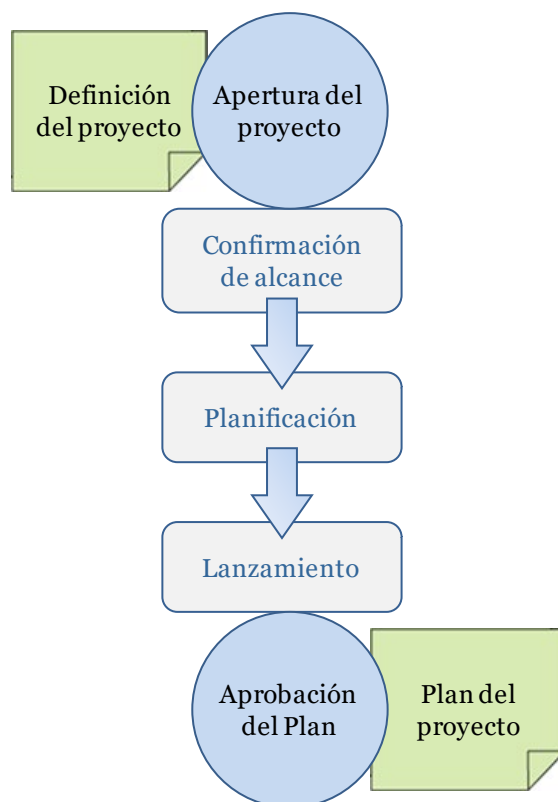 Definición
del proyecto
Apertura del
proyecto
Confirmación
de alcance
Planificación
Lanzamiento
Aprobación
del Plan
Plan del
proyecto